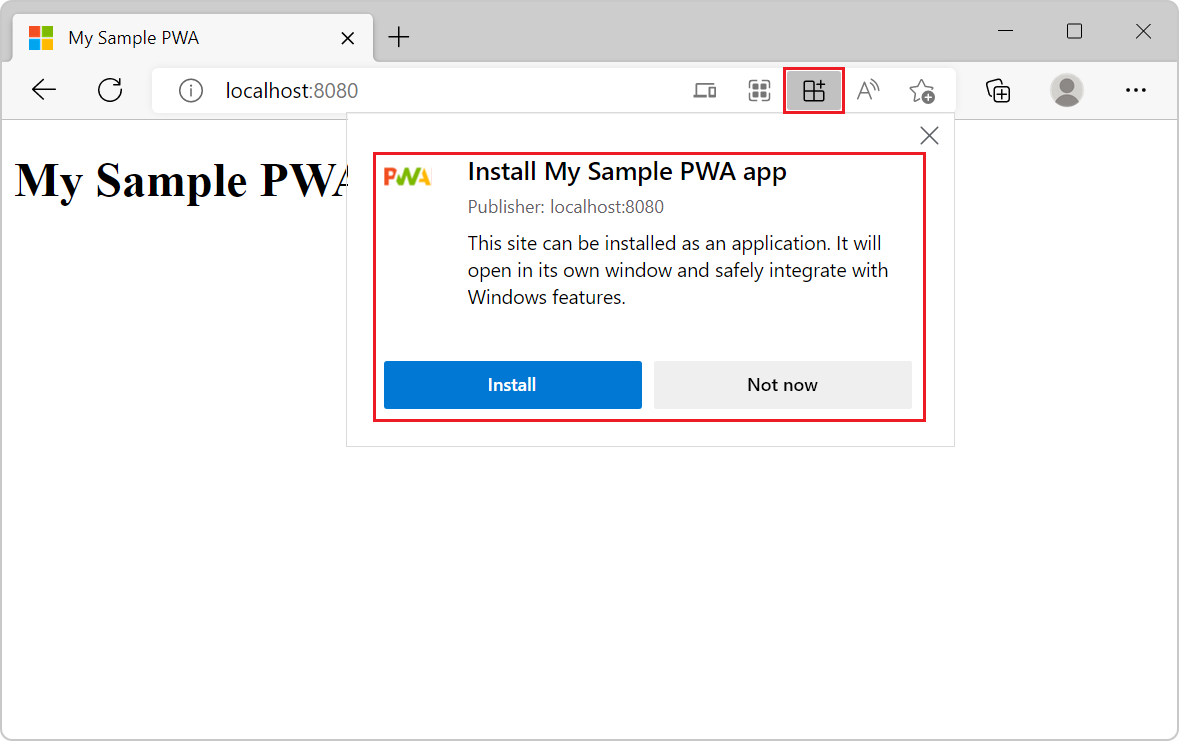 My Sample PWA
localhost:8080
My Sample PWA
PWA
Install My Sample PWA app
Publisher: localhost:8080
This site can be installed as an application. It will
open in its own window and safely integrate with
Windows features.
Install
Not now